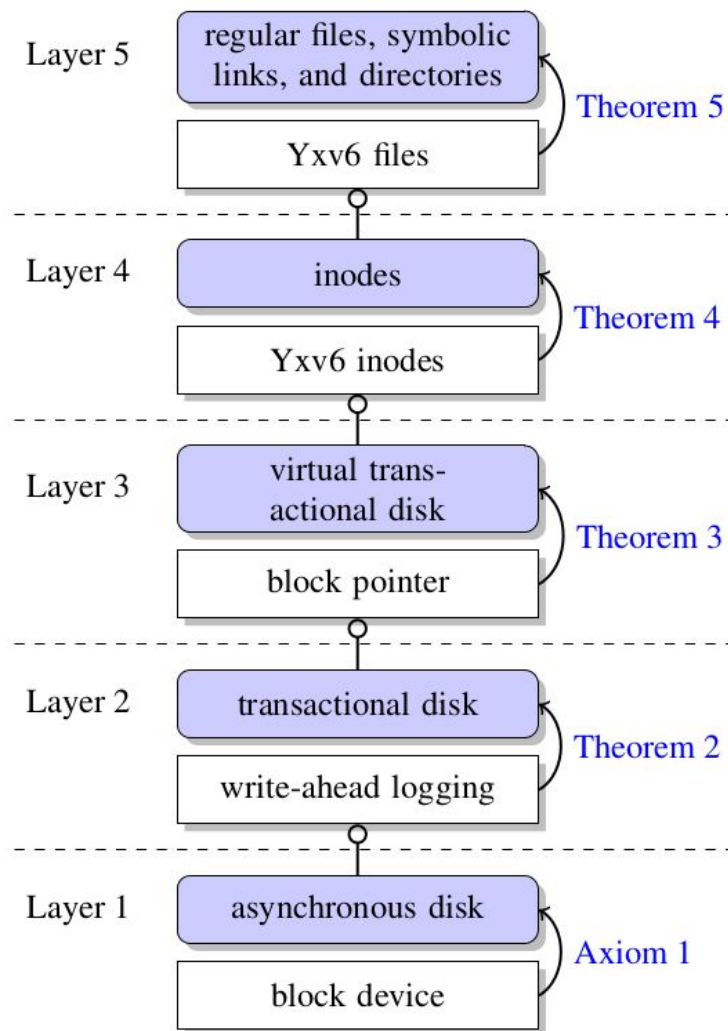 Layer 5
regular files, symbolic
links, and directories
Theorem 5
Yxv6 files
Layer 4
inodes
Theorem 4
Yxv6 inodes
Layer 3
virtual trans-
actional disk
Theorem 3
block pointer
Layer 2
transactional disk
Theorem 2
write-ahead logging
Layer 1
asynchronous disk
Axiom 1
block device